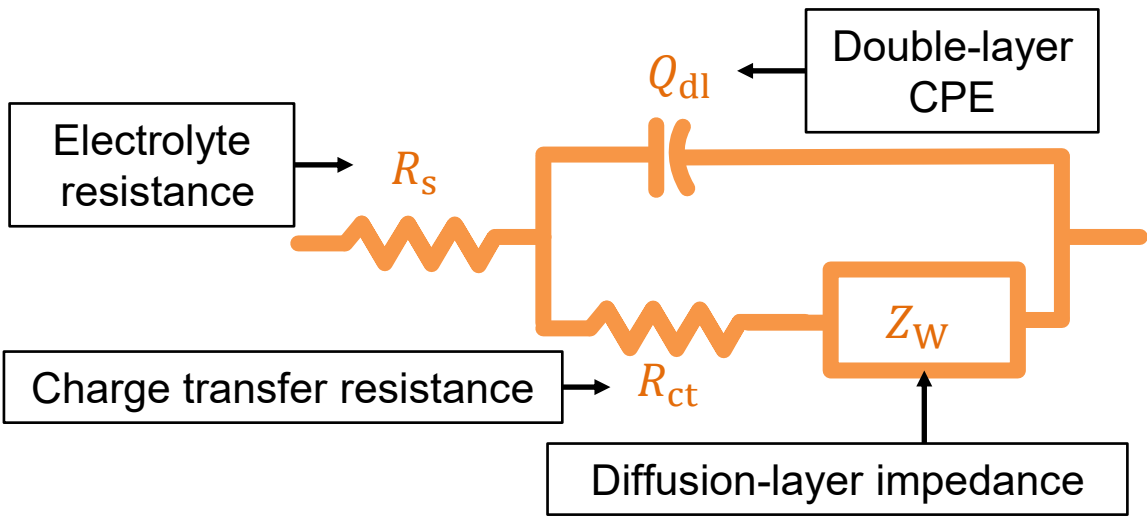 Double-layer
CPE
Q_dl
Electrolyte
resistance
R_s
Z_W
Charge transfer resistance
R_ct
Diffusion-layer impedance